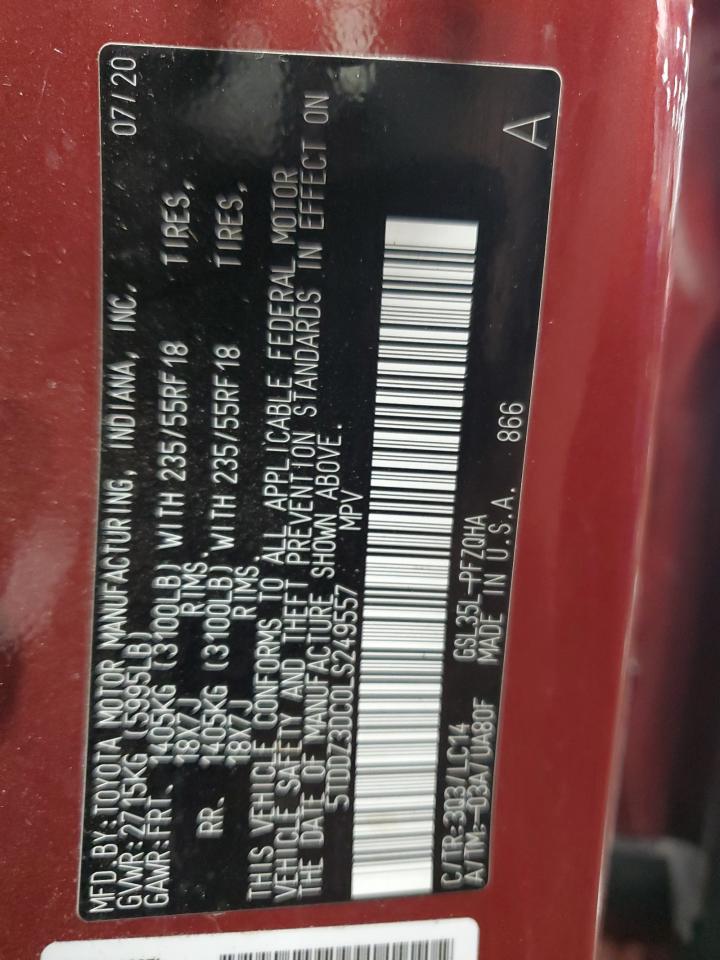 MFD.BY:TOYOTA MOTOR MANUFACTURING, INDIANA, INC. 07/20
GVWR:2715KG (5995LB)
GAWR:FRT. 1405KG (3100LB) WITH 235/55RF18 TIRES,
18X7J RIMS.
RR. 1405KG (3100LB) WITH 235/55RF18 TIRES,
18X7J RIMS.
THIS VEHICLE CONFORMS TO ALL APPLICABLE FEDERAL MOTOR
VEHICLE SAFETY AND THEFT PREVENTION STANDARDS IN EFFECT ON
THE DATE OF MANUFACTURE SHOWN ABOVE.
5TDDZ3DC0LS249557 MPV
C/TR:3Q3/LC14 GSL35L-PFZQHA A
A/TM:-03A/UA80F MADE IN U.S.A. 866